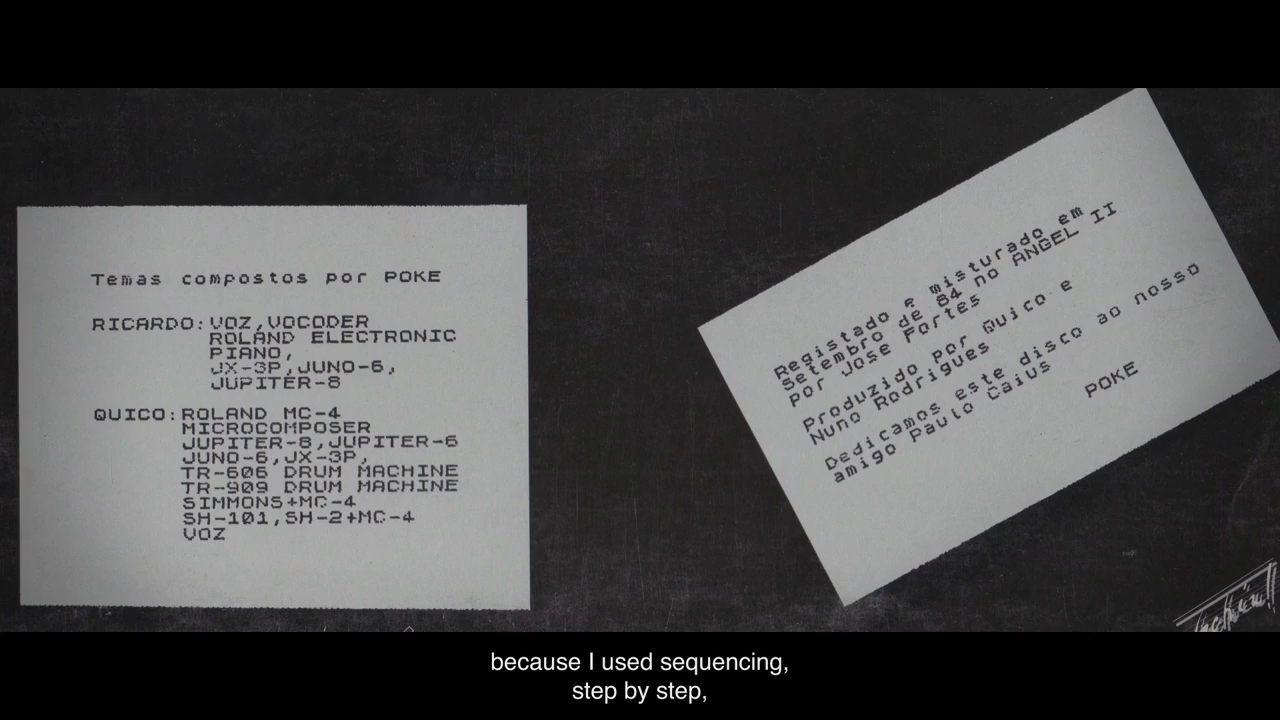 Temas compostos por POKE
RICARDO:VOZ,VOCODER
ROLAND ELECTRONIC
PIANO,
JX-3P,JUNO-6,
JUPITER-8
QUICO:ROLAND MC-4
MICROCOMPOSER
JUPITER-8,JUPITER-6
JUNO-6,JX-3P,
TR-606 DRUM MACHINE
TR-909 DRUM MACHINE
SIMMONS+MC-4
SH-101,SH-2+MC-4
VOZ
Registado e misturado em
Setembro de 84 no ANGEL II
por Jose Fortes
Produzido por Quico e
Nuno Rodrigues
Dedicamos este disco ao nosso
amigo Paulo Caius
POKE
because I used sequencing,
step by step,